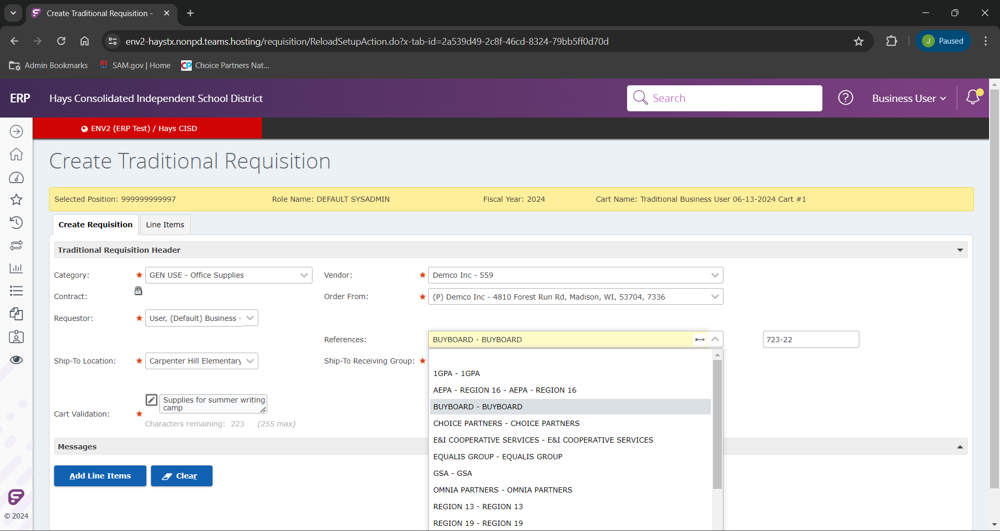 Create Traditional Requisition -
env2-haystx.nonpd.teams.hosting/requisition/ReloadSetupAction.do?x-tab-id=2a539d49-2c8f-46cd-8324-79bb5ff0d70d
J Paused
Admin Bookmarks
SAM.gov | Home
CP Choice Partners Nat...
ERP Hays Consolidated Independent School District
Search
? Business User
ENV2 (ERP Test) / Hays CISD
Create Traditional Requisition
Selected Position: 999999999997 Role Name: DEFAULT SYSADMIN Fiscal Year: 2024 Cart Name: Traditional Business User 06-13-2024 Cart #1
Create Requisition Line Items
Traditional Requisition Header
Category: GEN USE - Office Supplies Vendor: Demco Inc - 559
Contract: Order From: (P) Demco Inc - 4810 Forest Run Rd, Madison, WI, 53704, 7336
Requestor: User, (Default) Business -
References: BUYBOARD - BUYBOARD 723-22
Ship-To Location: Carpenter Hill Elementary Ship-To Receiving Group:
1GPA - 1GPA
AEPA - REGION 16 - AEPA - REGION 16
BUYBOARD - BUYBOARD
CHOICE PARTNERS - CHOICE PARTNERS
E&I COOPERATIVE SERVICES - E&I COOPERATIVE SERVICES
EQUALIS GROUP - EQUALIS GROUP
GSA - GSA
OMNIA PARTNERS - OMNIA PARTNERS
REGION 13 - REGION 13
REGION 19 - REGION 19
Cart Validation: Supplies for summer writing
camp
Characters remaining: 223 (255 max)
Messages
Add Line Items Clear
© 2024